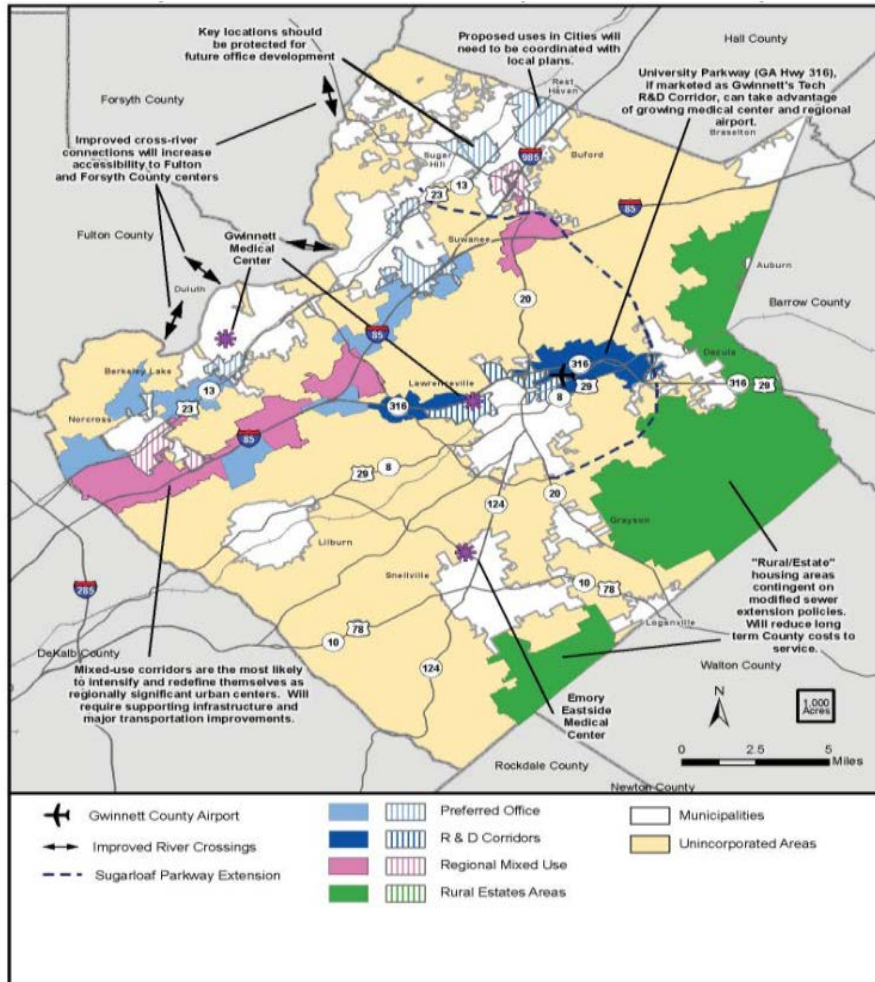 Key locations should
be protected for
future office development
Proposed uses in Cities will
need to be coordinated with
local plans.
Hall County
University Parkway (GA Hwy 316),
if marketed as Gwinnett's Tech
R&D Corridor, can take advantage
of growing medical center and regional
airport.
Forsyth County
Rest
Haven
Braselton
Improved cross-river
connections will increase
accessibility to Fulton
and Forsyth County centers
Sugar
Hill
985
Buford
13
23
85
Fulton County
Gwinnett
Medical
Center
Suwanee
Auburn
Duluth
20
Barrow County
85
Berkeley Lake
Lawrenceville
316
Dacula
13
29
316
29
8
23
316
Norcross
85
29
8
124
20
Grayson
Lilburn
Snellville
"Rural/Estate"
housing areas
contingent on
modified sewer
extension policies.
Will reduce long
term County costs to
service.
285
10
78
78
10
Loganville
DeKalb County
124
Walton County
Mixed-use corridors are the most likely
to intensify and redefine themselves as
regionally significant urban centers. Will
require supporting infrastructure and
major transportation improvements.
Emory
Eastside
Medical
Center
N
1,000
Acres
0 2.5 5
Miles
Rockdale County
Newton County
Gwinnett County Airport
Improved River Crossings
Sugarloaf Parkway Extension
Preferred Office
R & D Corridors
Regional Mixed Use
Rural Estates Areas
Municipalities
Unincorporated Areas